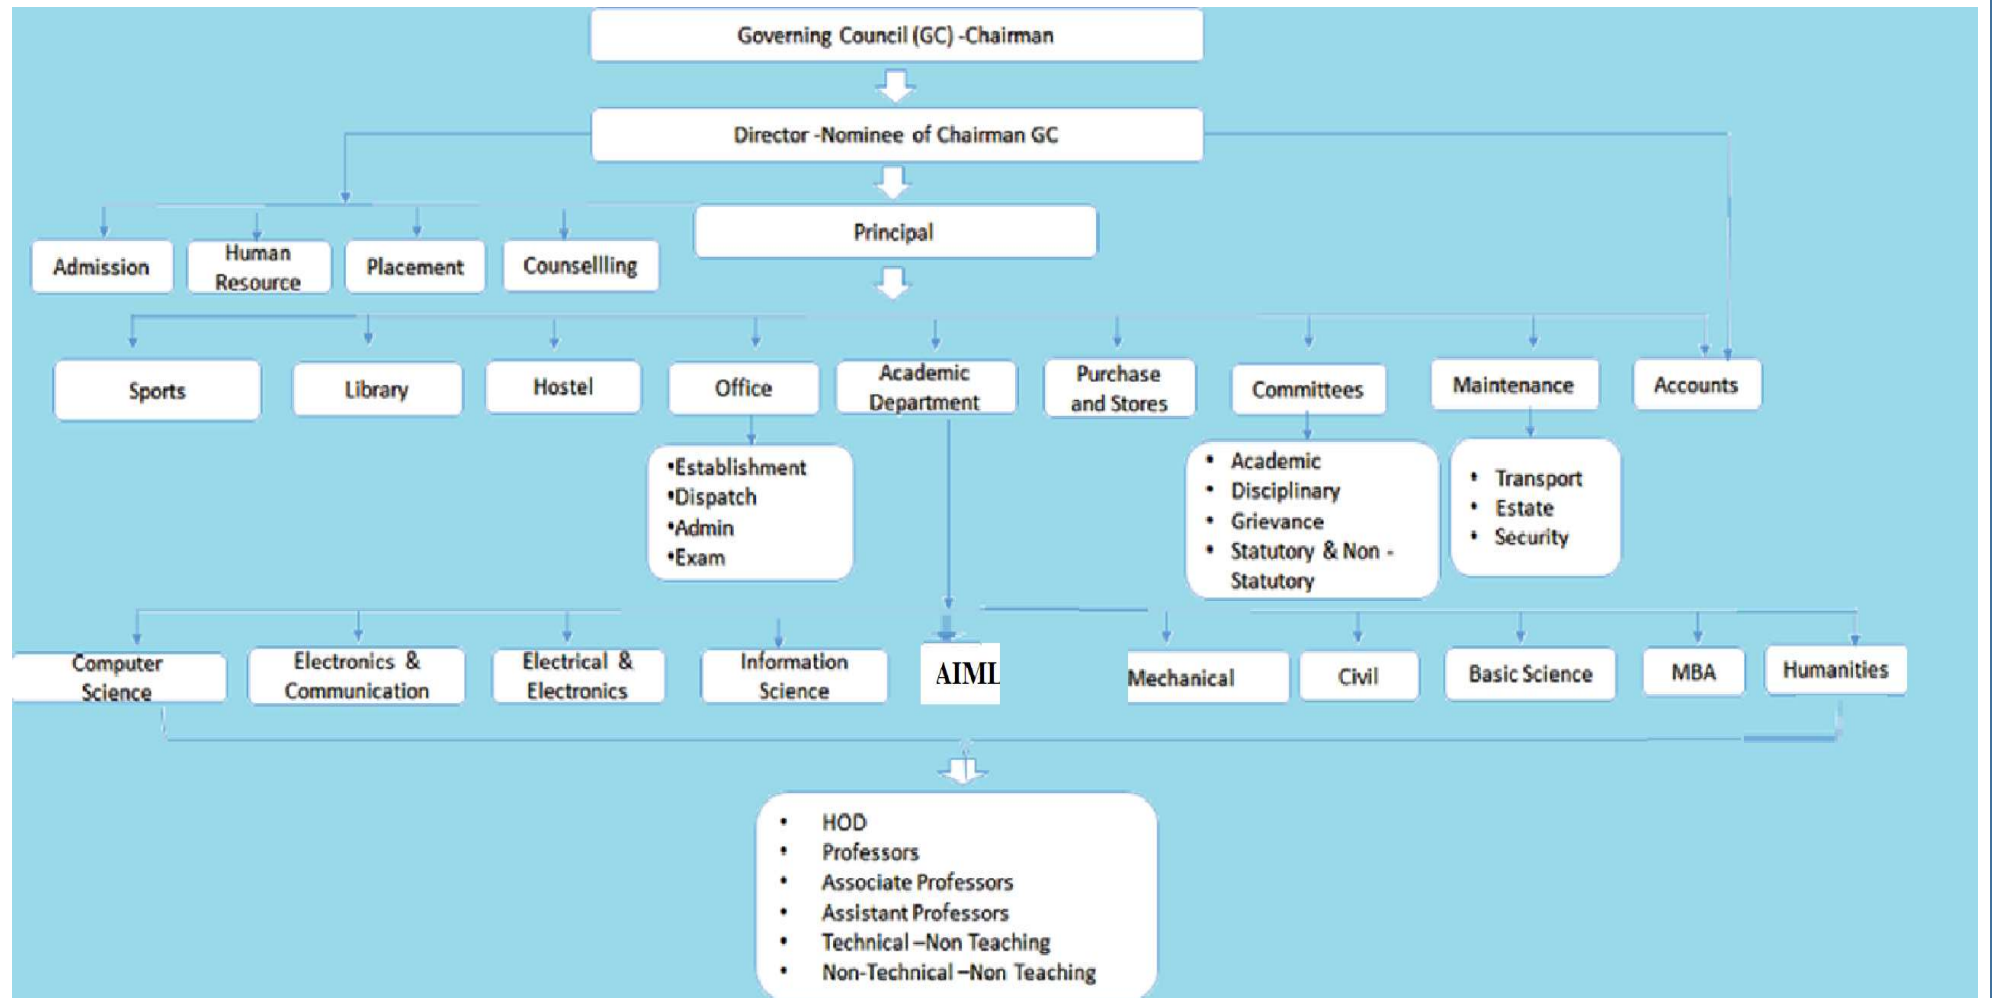 Governing Council (GC) -Chairman
Director -Nominee of Chairman GC
Principal
Admission
Human
Resource
Placement
Counsellling
Sports
Library
Hostel
Office
Academic
Department
Purchase
and Stores
Committees
Maintenance
Accounts
•Establishment
•Dispatch
•Admin
•Exam
• Academic
• Disciplinary
• Grievance
• Statutory & Non -
Statutory
• Transport
• Estate
• Security
Computer
Science
Electronics &
Communication
Electrical &
Electronics
Information
Science
AIML
Mechanical
Civil
Basic Science
MBA
Humanities
• HOD
• Professors
• Associate Professors
• Assistant Professors
• Technical –Non Teaching
• Non-Technical –Non Teaching